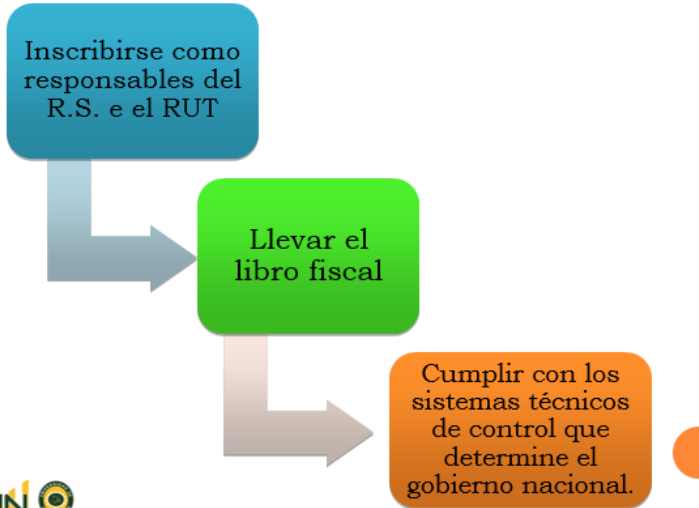 Inscribirse como
responsables del
R.S. e el RUT
Llevar el
libro fiscal
Cumplir con los
sistemas técnicos
de control que
determine el
gobierno nacional.